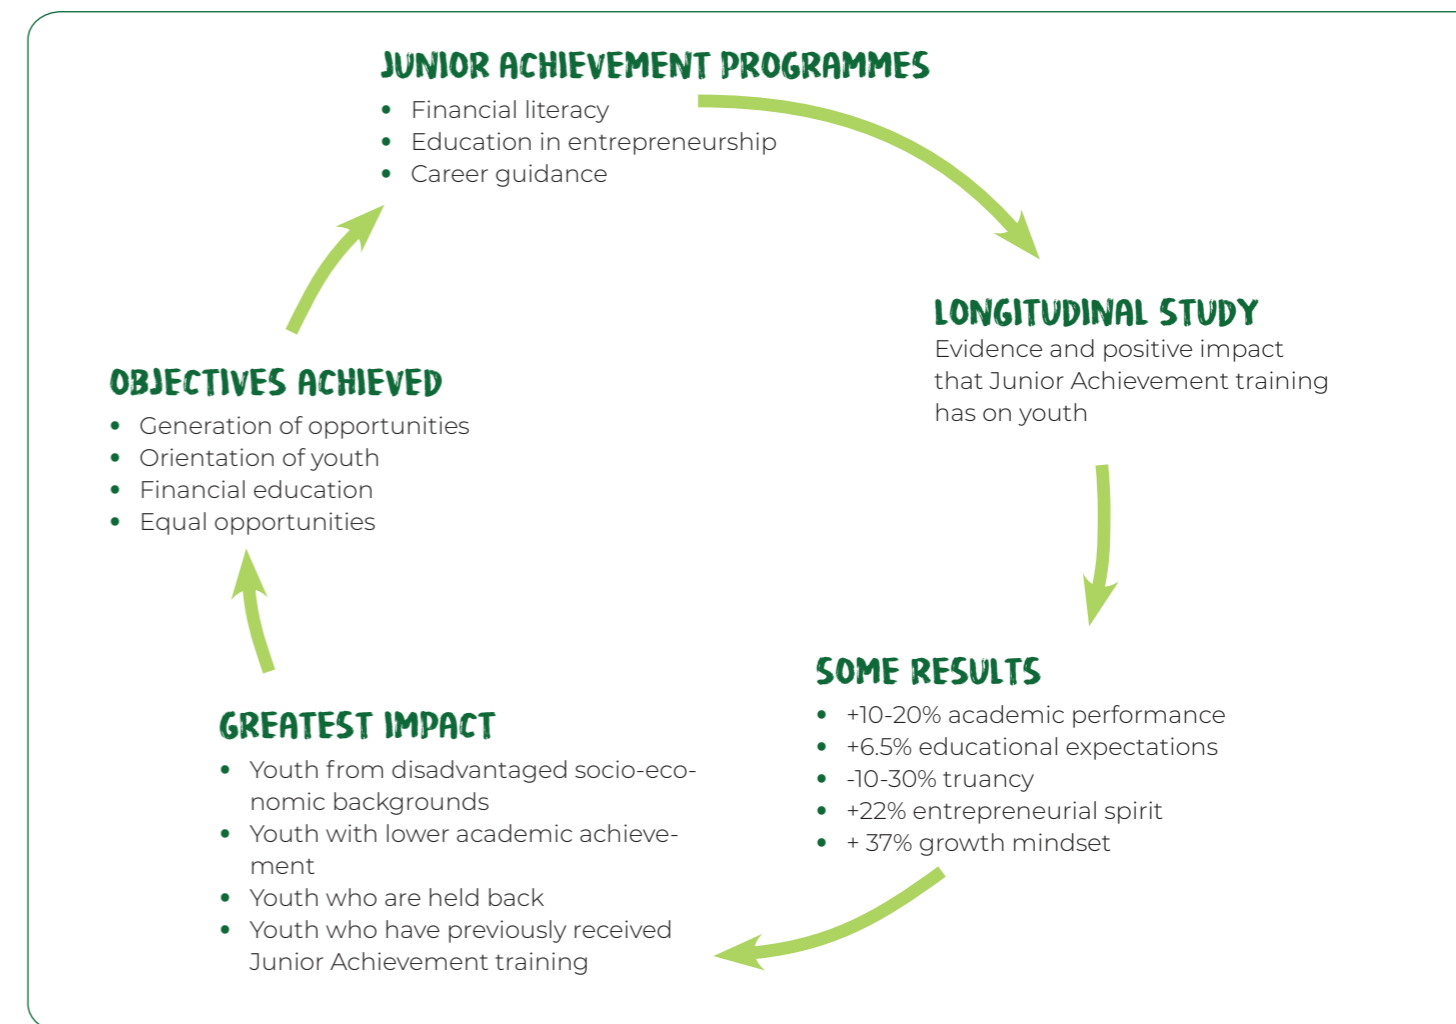 JUNIOR ACHIEVEMENT PROGRAMMES
• Financial literacy
• Education in entrepreneurship
• Career guidance
LONGITUDINAL STUDY
Evidence and positive impact
that Junior Achievement training
has on youth
SOME RESULTS
• +10-20% academic performance
• +6.5% educational expectations
• -10-30% truancy
• +22% entrepreneurial spirit
• + 37% growth mindset
GREATEST IMPACT
• Youth from disadvantaged socio-eco-
nomic backgrounds
• Youth with lower academic achieve-
ment
• Youth who are held back
• Youth who have previously received
Junior Achievement training
OBJECTIVES ACHIEVED
• Generation of opportunities
• Orientation of youth
• Financial education
• Equal opportunities